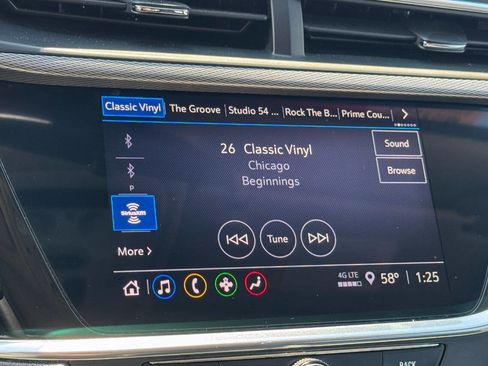 Classic Vinyl The Groove Studio 54 ... Rock The B... Prime Cou...
26 Classic Vinyl
Chicago
Beginnings
Sound
Browse
P
SiriusXM
Tune
More >
4G LTE
58° 1:25
BACK